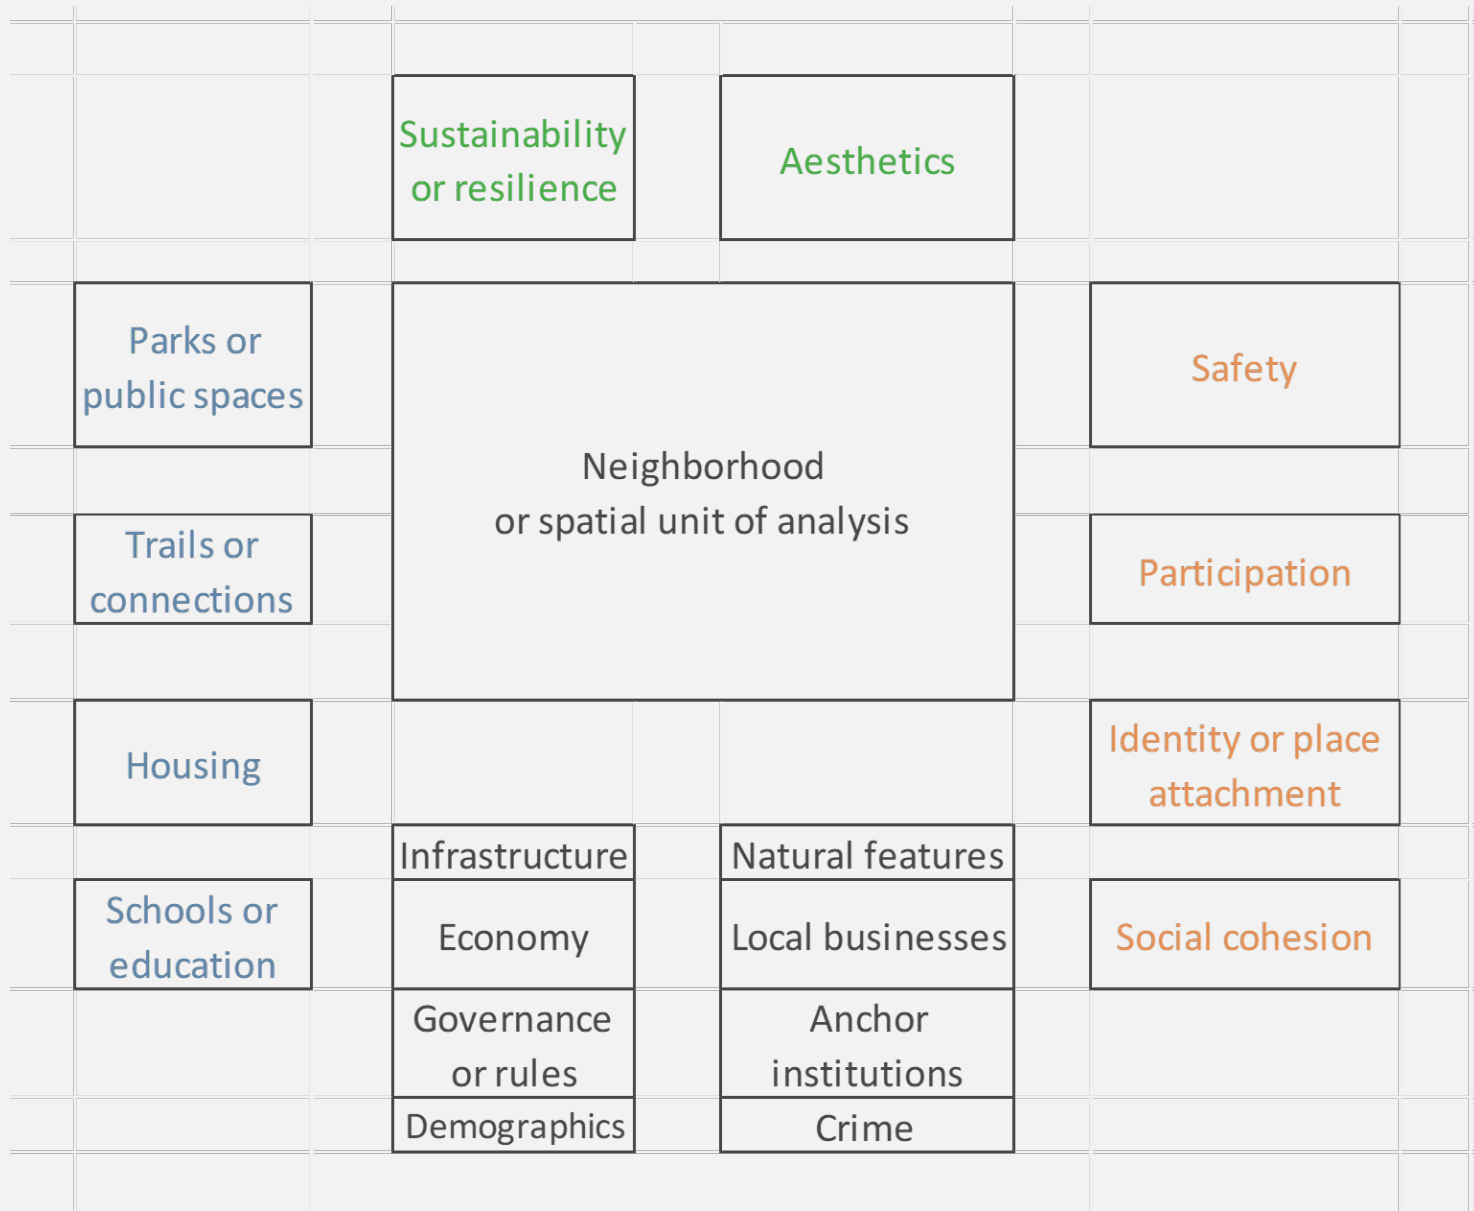 Sustainability
or resilience
Aesthetics
Parks or
public spaces
Neighborhood
or spatial unit of analysis
Safety
Trails or
connections
Participation
Housing
Identity or place
attachment
Infrastructure
Natural features
Schools or
education
Economy
Local businesses
Social cohesion
Governance
or rules
Anchor
institutions
Demographics
Crime